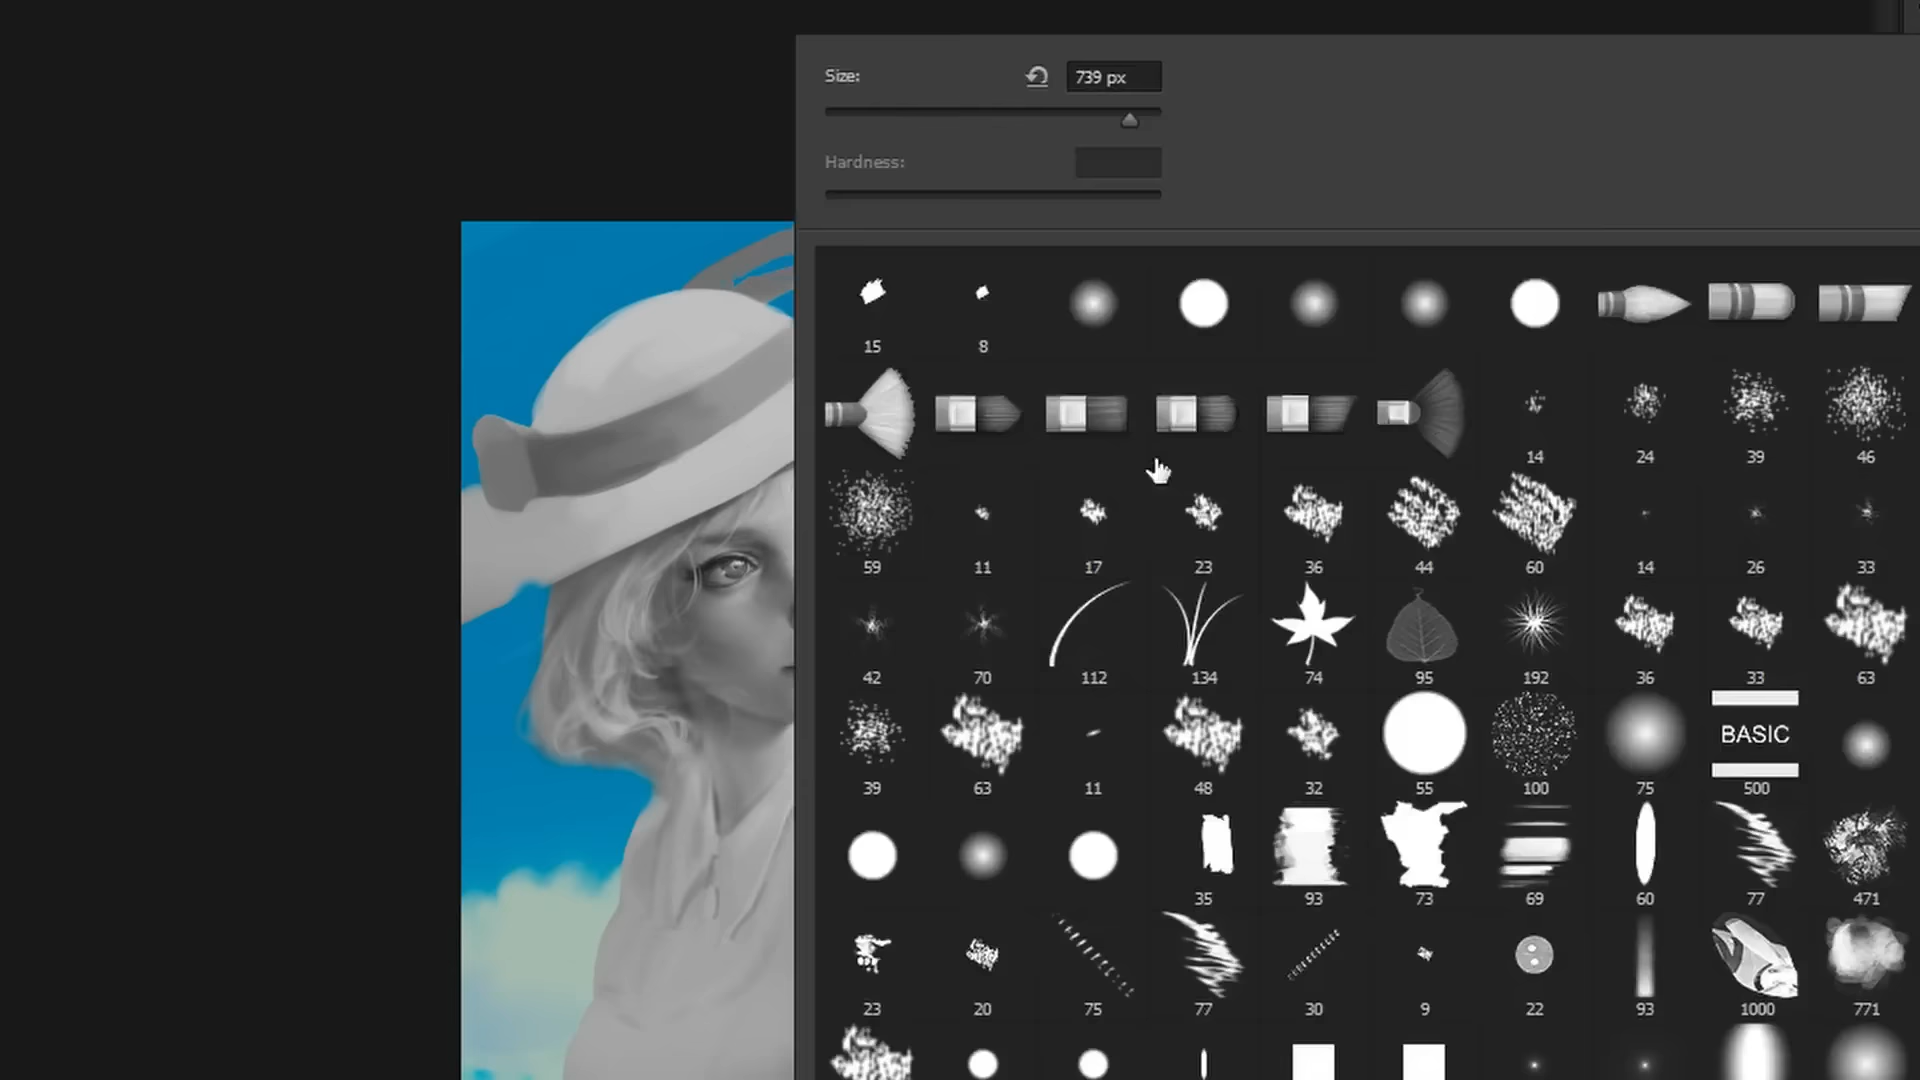 Size: 739 px
Hardness:
15 8
14 24 39 46
59 11 17 23 36 44 60 14 26 33
42 70 112 134 74 95 192 36 33 63
BASIC
39 63 11 48 32 55 100 75 500
35 93 73 69 60 77 471
23 20 75 77 30 9 22 93 1000 771